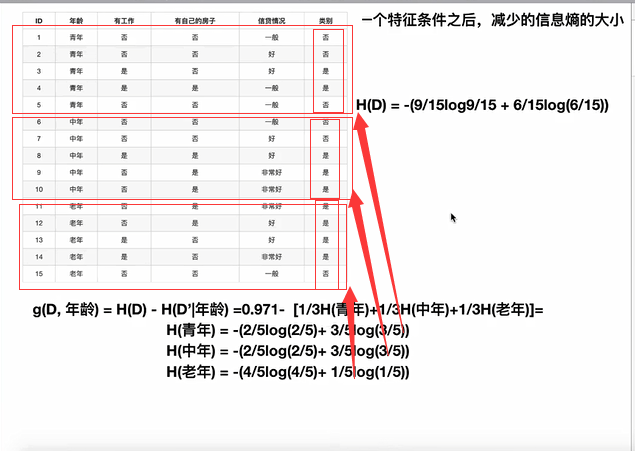 一个特征条件之后，减少的信息熵的大小
ID 年龄 有工作 有自己的房子 信贷情况 类别
1 青年 否 否 一般 否
2 青年 否 否 好 否
3 青年 是 否 好 是
4 青年 是 是 一般 是
5 青年 否 否 一般 否
H(D) = -(9/15log9/15 + 6/15log(6/15))
6 中年 否 否 一般 否
7 中年 否 否 好 否
8 中年 是 是 好 是
9 中年 否 是 非常好 是
10 中年 否 是 非常好 是
11 老年 否 是 非常好 是
12 老年 否 是 好 是
13 老年 是 否 好 是
14 老年 是 否 非常好 是
15 老年 否 否 一般 否
g(D, 年龄) = H(D) - H(D'|年龄) =0.971- [1/3H(青年)+1/3H(中年)+1/3H(老年)]=
H(青年) = -(2/5log(2/5)+ 3/5log(3/5))
H(中年) = -(2/5log(2/5)+ 3/5log(3/5))
H(老年) = -(4/5log(4/5)+ 1/5log(1/5))